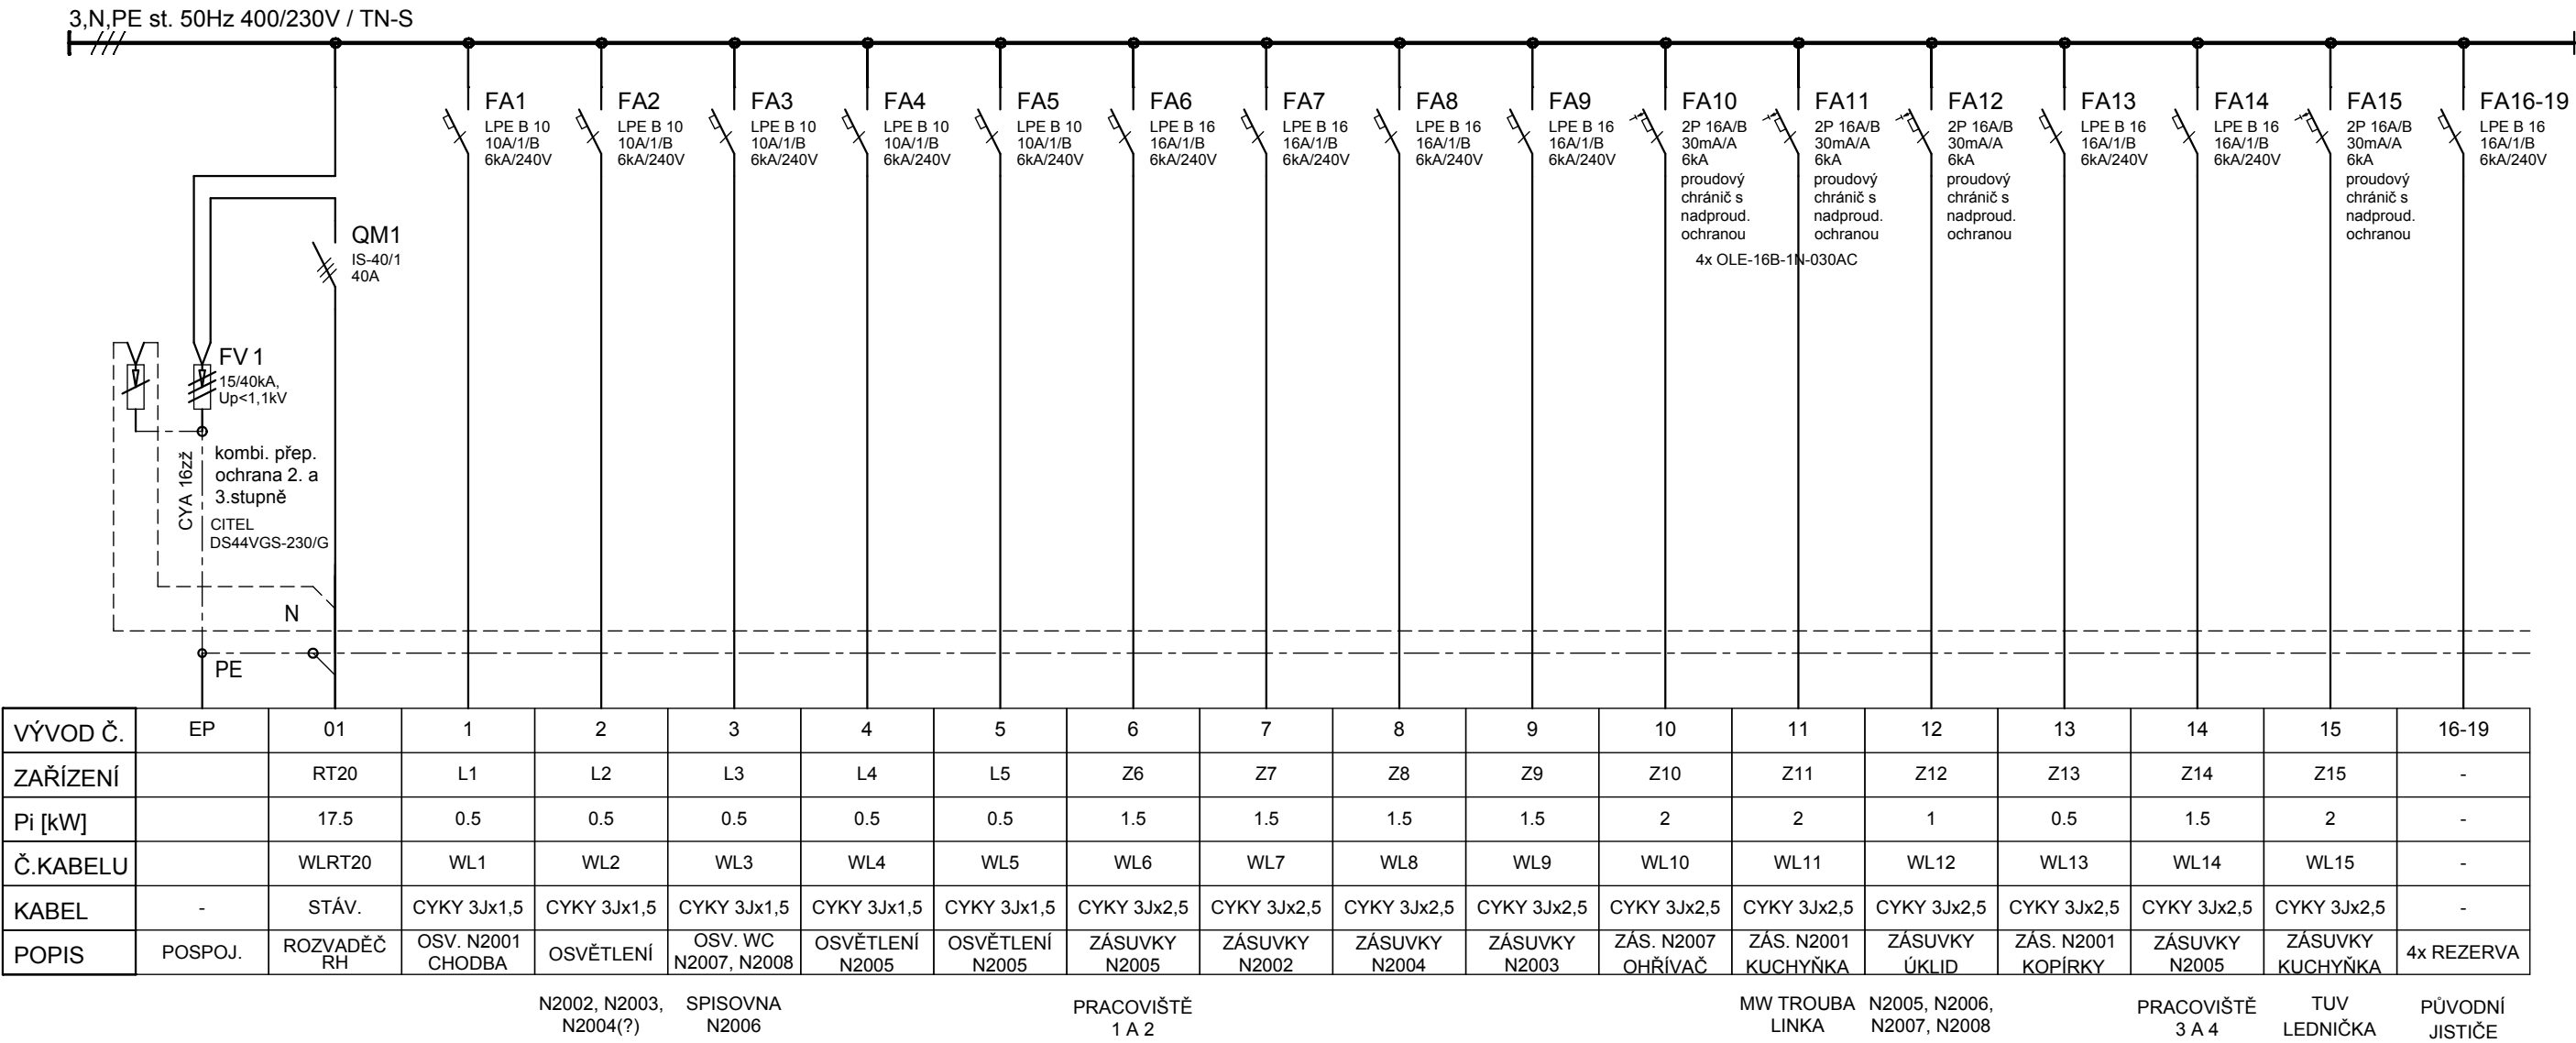 3,N,PE st. 50Hz 400/230V / TN-S
FA1
LPE B 10
10A/1/B
6kA/240V
FA2
LPE B 10
10A/1/B
6kA/240V
FA3
LPE B 10
10A/1/B
6kA/240V
FA4
LPE B 10
10A/1/B
6kA/240V
FA5
LPE B 10
10A/1/B
6kA/240V
FA6
LPE B 16
16A/1/B
6kA/240V
FA7
LPE B 16
16A/1/B
6kA/240V
FA8
LPE B 16
16A/1/B
6kA/240V
FA9
LPE B 16
16A/1/B
6kA/240V
FA10
2P 16A/B
30mA/A
6kA
proudový
chránič s
nadproud.
ochranou
FA11
2P 16A/B
30mA/A
6kA
proudový
chránič s
nadproud.
ochranou
FA12
2P 16A/B
30mA/A
6kA
proudový
chránič s
nadproud.
ochranou
4x OLE-16B-1N-030AC
FA13
LPE B 16
16A/1/B
6kA/240V
FA14
LPE B 16
16A/1/B
6kA/240V
FA15
2P 16A/B
30mA/A
6kA
proudový
chránič s
nadproud.
ochranou
FA16-19
LPE B 16
16A/1/B
6kA/240V
QM1
IS-40/1
40A
FV 1
15/40kA,
Up<1,1kV
kombi. přep.
ochrana 2. a
3.stupně
CYA 16zž
CITEL
DS44VGS-230/G
N
PE
VÝVOD Č. EP 01 1 2 3 4 5 6 7 8 9 10 11 12 13 14 15 16-19
ZAŘÍZENÍ RT20 L1 L2 L3 L4 L5 Z6 Z7 Z8 Z9 Z10 Z11 Z12 Z13 Z14 Z15 -
Pi [kW] 17.5 0.5 0.5 0.5 0.5 0.5 1.5 1.5 1.5 1.5 2 2 1 0.5 1.5 2 -
Č.KABELU WLRT20 WL1 WL2 WL3 WL4 WL5 WL6 WL7 WL8 WL9 WL10 WL11 WL12 WL13 WL14 WL15 -
KABEL - STÁV. CYKY 3Jx1,5 CYKY 3Jx1,5 CYKY 3Jx1,5 CYKY 3Jx1,5 CYKY 3Jx1,5 CYKY 3Jx2,5 CYKY 3Jx2,5 CYKY 3Jx2,5 CYKY 3Jx2,5 CYKY 3Jx2,5 CYKY 3Jx2,5 CYKY 3Jx2,5 CYKY 3Jx2,5 CYKY 3Jx2,5 CYKY 3Jx2,5 -
POPIS
POSPOJ.
ROZVADĚČ
RH
OSV. N2001
CHODBA
OSVĚTLENÍ
OSV. WC
N2007, N2008
OSVĚTLENÍ
N2005
OSVĚTLENÍ
N2005
ZÁSUVKY
N2005
ZÁSUVKY
N2002
ZÁSUVKY
N2004
ZÁSUVKY
N2003
ZÁS. N2007
OHŘÍVAČ
ZÁS. N2001
KUCHYŇKA
ZÁSUVKY
ÚKLID
ZÁS. N2001
KOPÍRKY
ZÁSUVKY
N2005
ZÁSUVKY
KUCHYŇKA
4x REZERVA
N2002, N2003,
N2004(?)
SPISOVNA
N2006
PRACOVIŠTĚ
1 A 2
MW TROUBA
LINKA
N2005, N2006,
N2007, N2008
PRACOVIŠTĚ
3 A 4
TUV
LEDNIČKA
PŮVODNÍ
JISTIČE